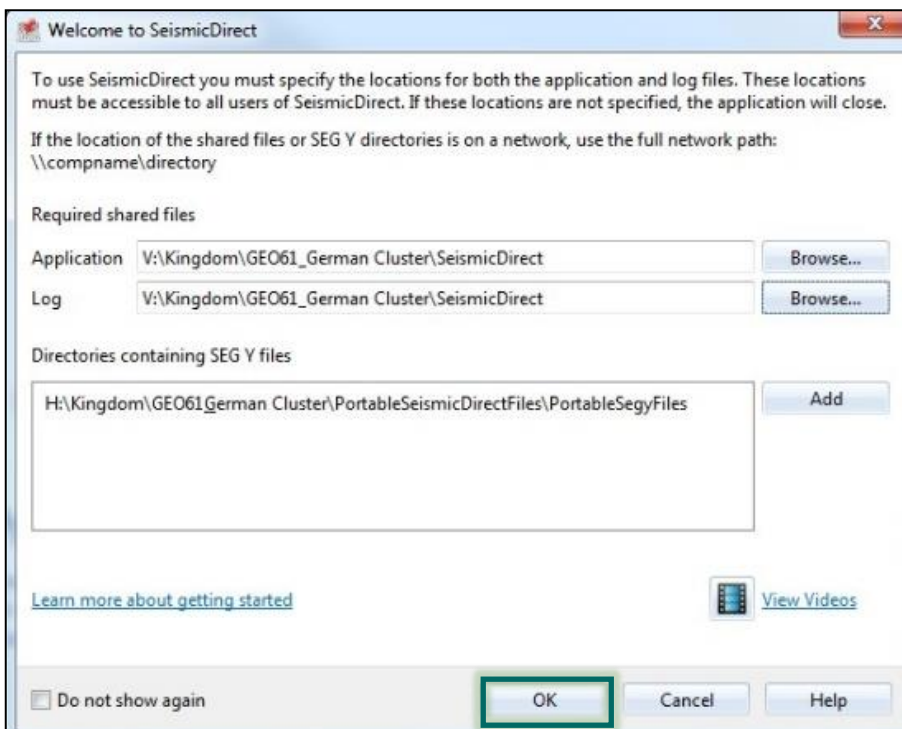 Welcome to SeismicDirect
To use SeismicDirect you must specify the locations for both the application and log files. These locations
must be accessible to all users of SeismicDirect. If these locations are not specified, the application will close.
If the location of the shared files or SEG Y directories is on a network, use the full network path:
\\compname\directory
Required shared files
Application V:\Kingdom\GEO61_German Cluster\SeismicDirect Browse...
Log V:\Kingdom\GEO61_German Cluster\SeismicDirect Browse...
Directories containing SEG Y files
H:\Kingdom\GEO61German Cluster\PortableSeismicDirectFiles\PortableSegyFiles Add
Learn more about getting started View Videos
Do not show again OK Cancel Help